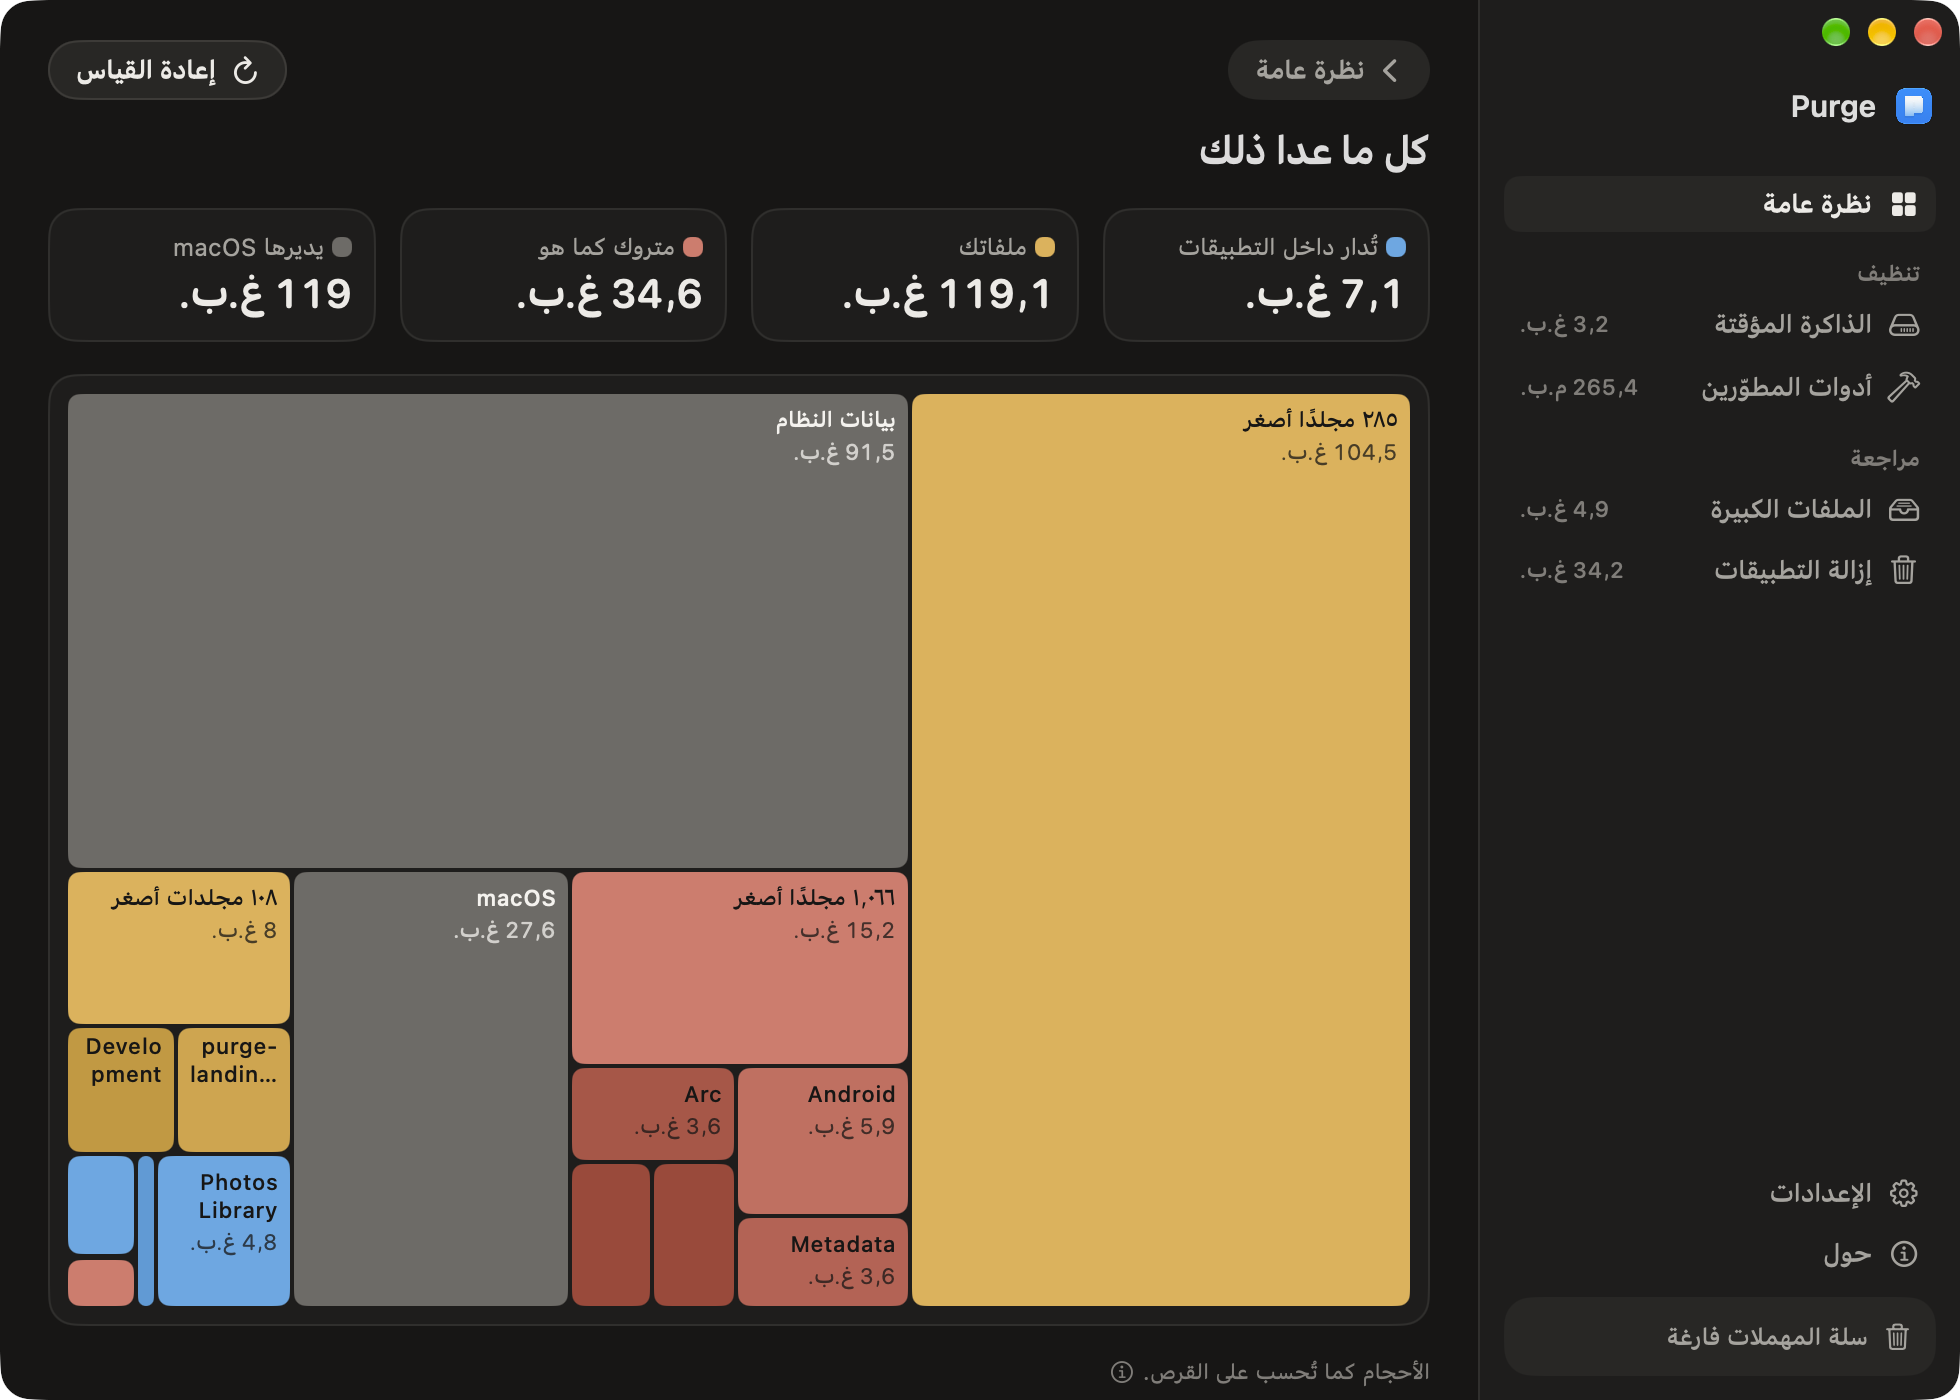 Purge
نظرة عامة
تنظيف
الذاكرة المؤقتة 3,2 غ.ب.
أدوات المطوّرين 265,4 م.ب.
مراجعة
الملفات الكبيرة 4,9 غ.ب.
إزالة التطبيقات 34,2 غ.ب.
الإعدادات
حول
سلة المهملات فارغة
نظرة عامة
إعادة القياس
كل ما عدا ذلك
تُدار داخل التطبيقات
7,1 غ.ب.
ملفاتك
119,1 غ.ب.
متروك كما هو
34,6 غ.ب.
يديرها macOS
119 غ.ب.
٢٨٥ مجلدًا أصغر
104,5 غ.ب.
بيانات النظام
91,5 غ.ب.
١,٠٦٦ مجلدًا أصغر
15,2 غ.ب.
macOS
27,6 غ.ب.
١٠٨ مجلدات أصغر
8 غ.ب.
purge-
landin...
Develo
pment
Android
5,9 غ.ب.
Arc
3,6 غ.ب.
Metadata
3,6 غ.ب.
Photos
Library
4,8 غ.ب.
الأحجام كما تُحسب على القرص.